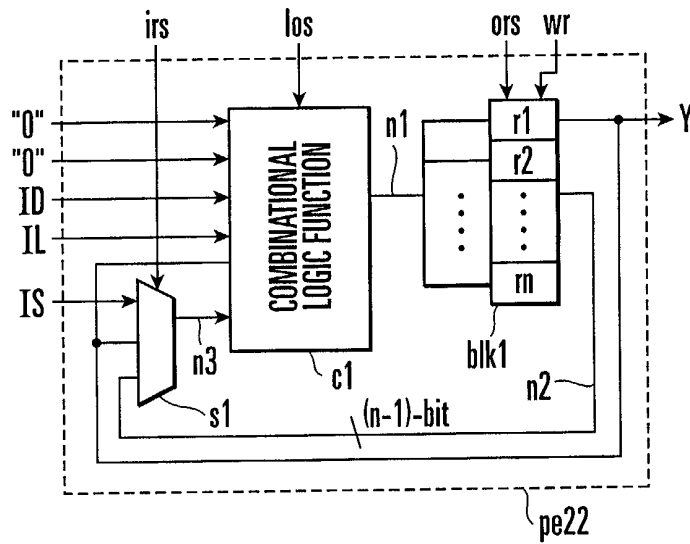 irs
los
ors
wr
"0"
"0"
ID
IL
IS
COMBINATIONAL
LOGIC FUNCTION
n1
r1
r2
rn
Y
n3
c1
blk1
n2
s1
(n-1)-bit
pe22